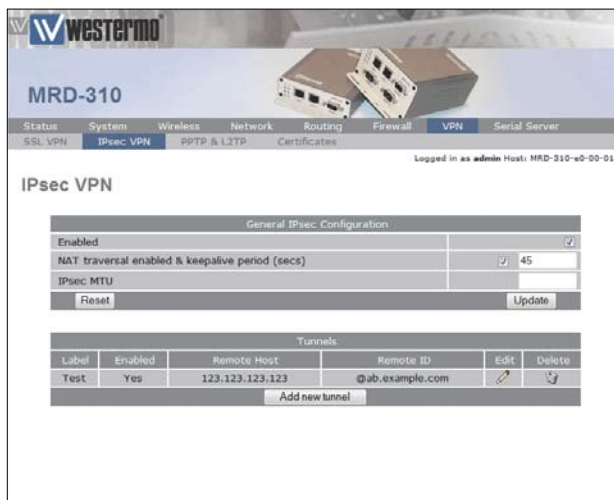 westermo
MRD-310
Status System Wireless Network Routing Firewall VPN Serial Server
SSL VPN IPsec VPN PPTP & L2TP Certificates
Logged in as admin Host: MRD-310-e0-00-01
IPsec VPN
General IPsec Configuration
Enabled
NAT traversal enabled & keepalive period (secs) 45
IPsec MTU
Reset Update
Tunnels
Label Enabled Remote Host Remote ID Edit Delete
Test Yes 123.123.123.123 @ab.example.com
Add new tunnel